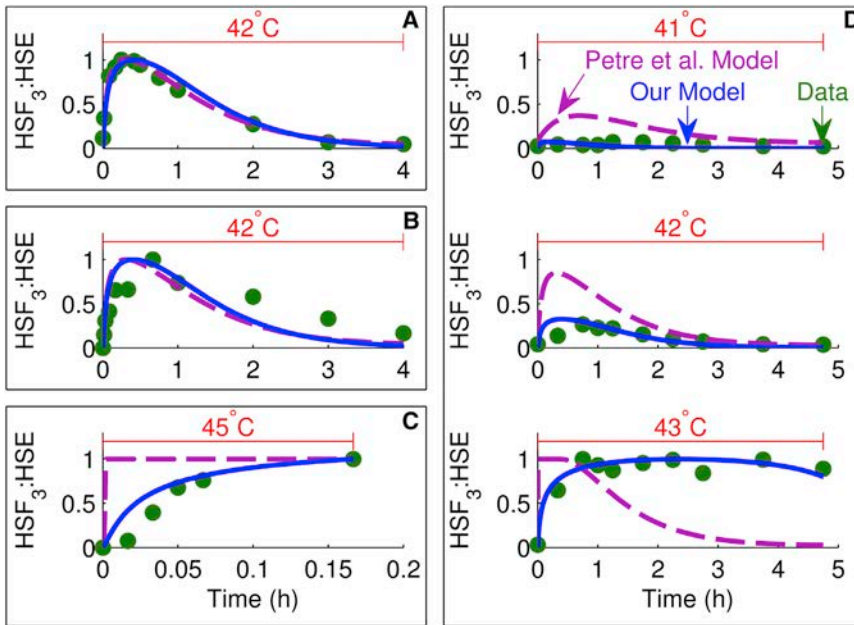 A
42°C
HSF3:HSE
1
0.5
0
0 1 2 3 4
B
42°C
HSF3:HSE
1
0.5
0
0 1 2 3 4
C
45°C
HSF3:HSE
1
0.5
0
0 0.05 0.1 0.15 0.2
Time (h)
D
41°C
Petre et al. Model
Our Model
Data
HSF3:HSE
1
0.5
0
0 1 2 3 4 5
42°C
HSF3:HSE
1
0.5
0
0 1 2 3 4 5
43°C
HSF3:HSE
1
0.5
0
0 1 2 3 4 5
Time (h)